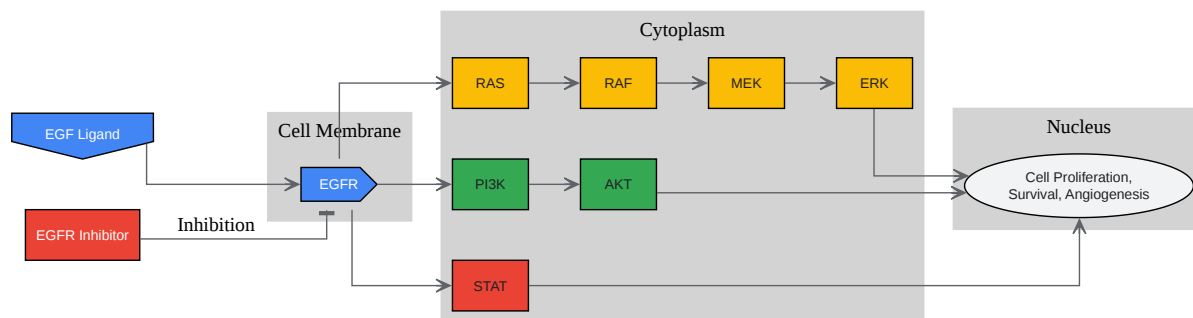 Cytoplasm
RAS
RAF
MEK
ERK
EGF Ligand
Cell Membrane
EGFR
PI3K
AKT
Nucleus
Cell Proliferation,
Survival, Angiogenesis
EGFR Inhibitor
Inhibition
STAT